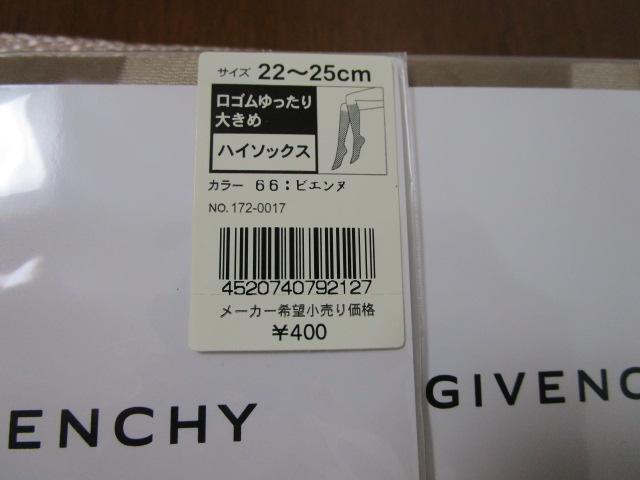 サイズ 22～25cm
口ゴムゆったり
大きめ
ハイソックス
カラー 66:ビエンヌ
NO. 172-0017
4520740792127
メーカー希望小売り価格
¥400
ENCHY
GIVENC